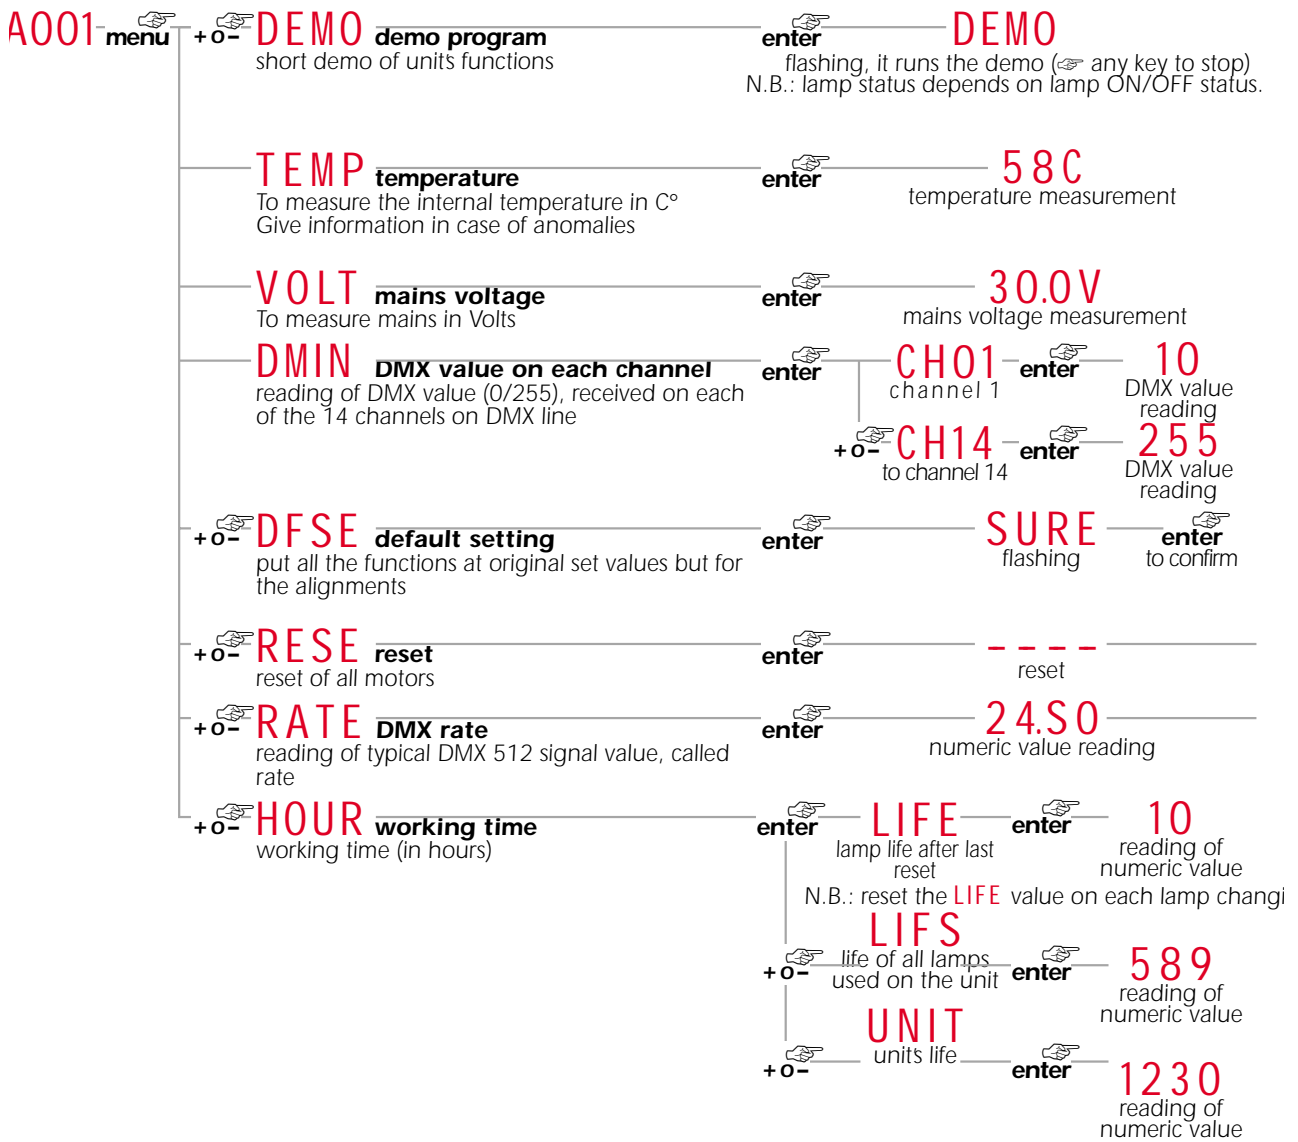 A001 menu + o - DEMO demo program enter DEMO
short demo of unit's functions
flashing, it runs the demo (☞ any key to stop)
N.B.: lamp status depends on lamp ON/OFF status.
TEMP temperature enter 58C
To measure the internal temperature in C°
Give information in case of anomalies
temperature measurement
VOLT mains voltage enter 30.0V
To measure mains in Volts
mains voltage measurement
DMIN DMX value on each channel enter CH01 enter 10
reading of DMX value (0/255), received on each
of the 14 channels on DMX line
channel 1
DMX value
reading
+ o - CH14 enter 255
to channel 14
DMX value
reading
+ o - DFSE default setting enter SURE enter
put all the functions at original set values but for
the alignments
flashing
to confirm
+ o - RESE reset enter - - - -
reset of all motors
reset
+ o - RATE DMX rate enter 24.S0
reading of typical DMX 512 signal value, called
rate
numeric value reading
+ o - HOUR working time enter LIFE enter 10
working time (in hours)
lamp life after last
reset
reading of
numeric value
N.B.: reset the LIFE value on each lamp changi
+ o - LIFS enter 589
life of all lamps
used on the unit
reading of
numeric value
+ o - UNIT enter 1230
unit's life
reading of
numeric value